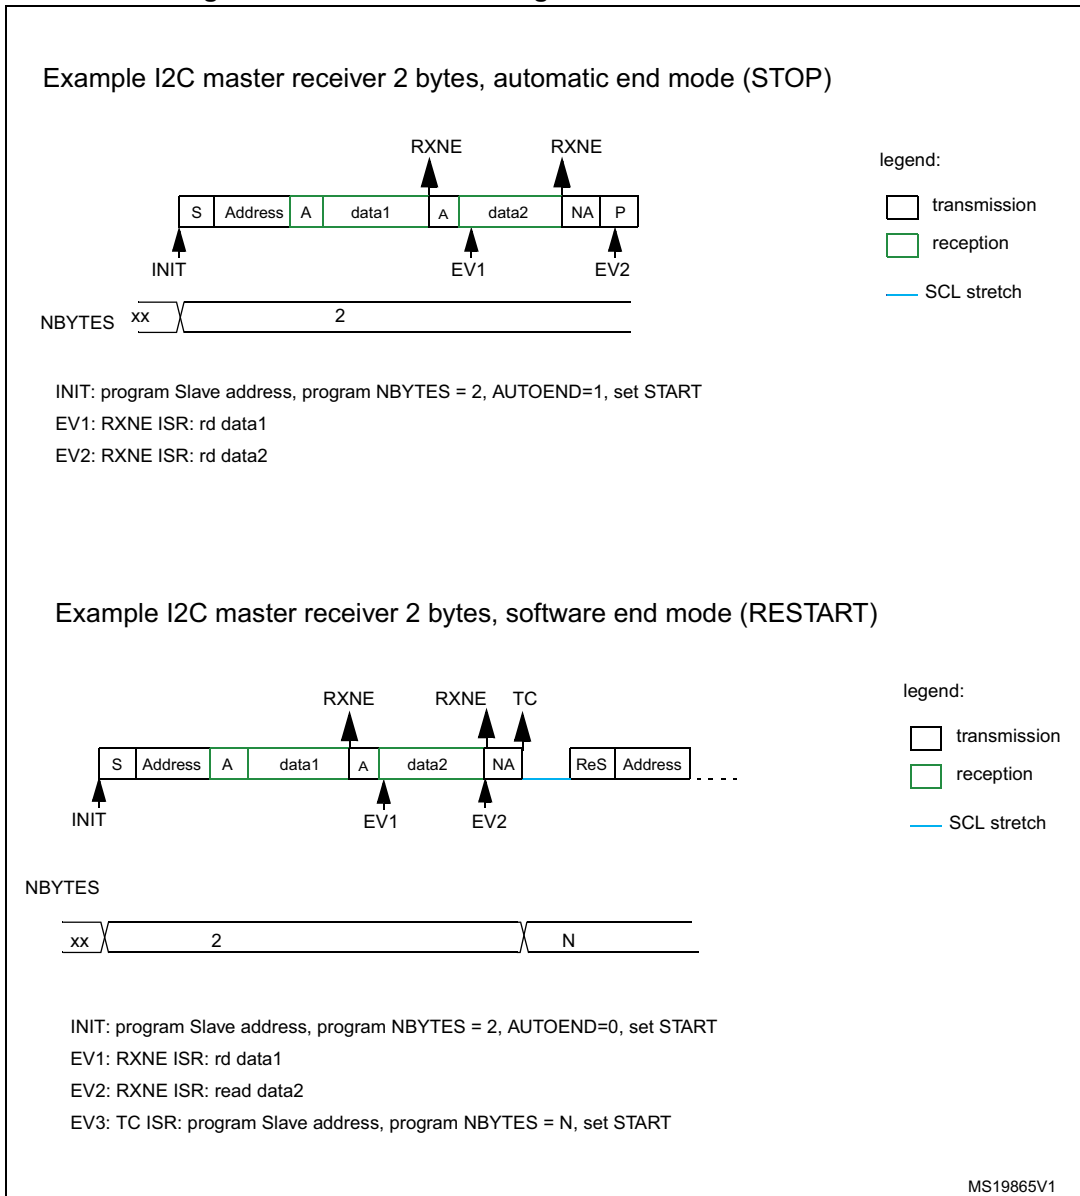 Example I2C master receiver 2 bytes, automatic end mode (STOP)
RXNE RXNE
legend:
S Address A data1 A data2 NA P
transmission
reception
INIT EV1 EV2
SCL stretch
NBYTES xx 2
INIT: program Slave address, program NBYTES = 2, AUTOEND=1, set START
EV1: RXNE ISR: rd data1
EV2: RXNE ISR: rd data2
Example I2C master receiver 2 bytes, software end mode (RESTART)
RXNE RXNE TC
legend:
S Address A data1 A data2 NA ReS Address
transmission
reception
INIT EV1 EV2
SCL stretch
NBYTES
xx 2 N
INIT: program Slave address, program NBYTES = 2, AUTOEND=0, set START
EV1: RXNE ISR: rd data1
EV2: RXNE ISR: read data2
EV3: TC ISR: program Slave address, program NBYTES = N, set START
MS19865V1